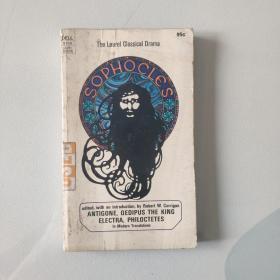 DELL
The Laurel Classical Drama
95c
SOPHOCLES
edited, with an introduction, by Robert W. Corrigan
ANTIGONE, OEDIPUS THE KING
ELECTRA, PHILOCTETES
in Modern Translations